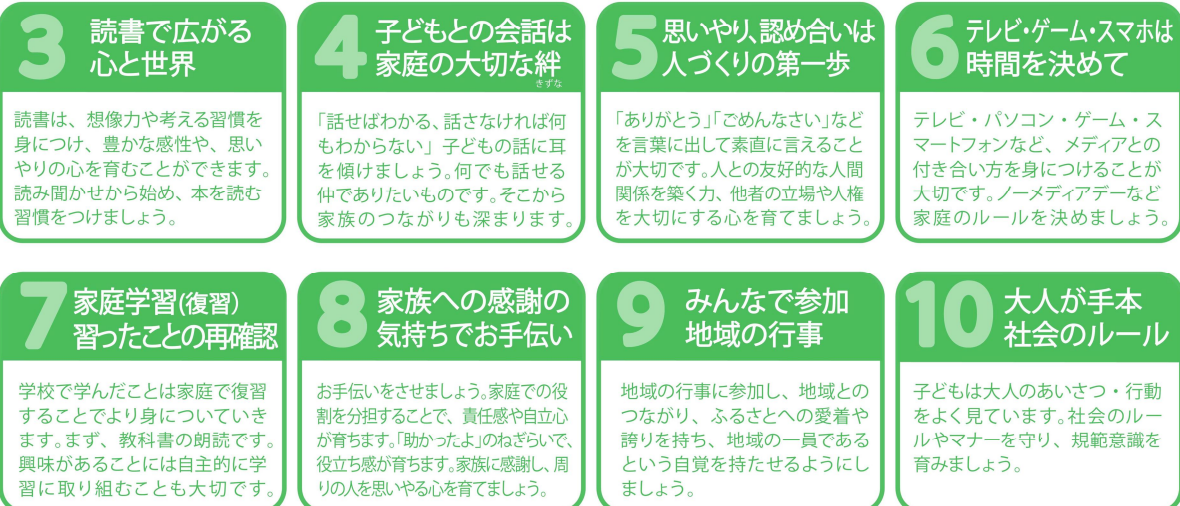 3
読書で広がる
心と世界
読書は、想像力や考える習慣を
身につけ、豊かな感性や、思い
やりの心を育むことができます。
読み聞かせから始め、本を読む
習慣をつけましょう。
4
子どもとの会話は
家庭の大切な絆
きずな
「話せばわかる、話さなければ何
もわからない」子どもの話に耳
を傾けましょう。何でも話せる
仲でありたいものです。そこから
家族のつながりも深まります。
5
思いやり、認め合いは
人づくりの第一歩
「ありがとう」「ごめんなさい」など
を言葉に出して素直に言えること
が大切です。人との友好的な人間
関係を築く力、他者の立場や人権
を大切にする心を育てましょう。
6
テレビ・ゲーム・スマホは
時間を決めて
テレビ・パソコン・ゲーム・ス
マートフォンなど、メディアとの
付き合い方を身につけることが
大切です。ノーメディアデーなど
家庭のルールを決めましょう。
7
家庭学習(復習)
習ったことの再確認
学校で学んだことは家庭で復習
することでより身についていき
ます。まず、教科書の朗読です。
興味があることには自主的に学
習に取り組むことも大切です。
8
家族への感謝の
気持ちでお手伝い
お手伝いをさせましょう。家庭での役
割を分担することで、責任感や自立心
が育ちます。「助かったよ」のねぎらいで、
役立ち感が育ちます。家族に感謝し、周
りの人を思いやる心を育てましょう。
9
みんなで参加
地域の行事
地域の行事に参加し、地域との
つながり、ふるさとへの愛着や
誇りを持ち、地域の一員である
という自覚を持たせるようにし
ましょう。
10
大人が手本
社会のルール
子どもは大人のあいさつ・行動
をよく見ています。社会のルー
ルやマナーを守り、規範意識を
育みましょう。